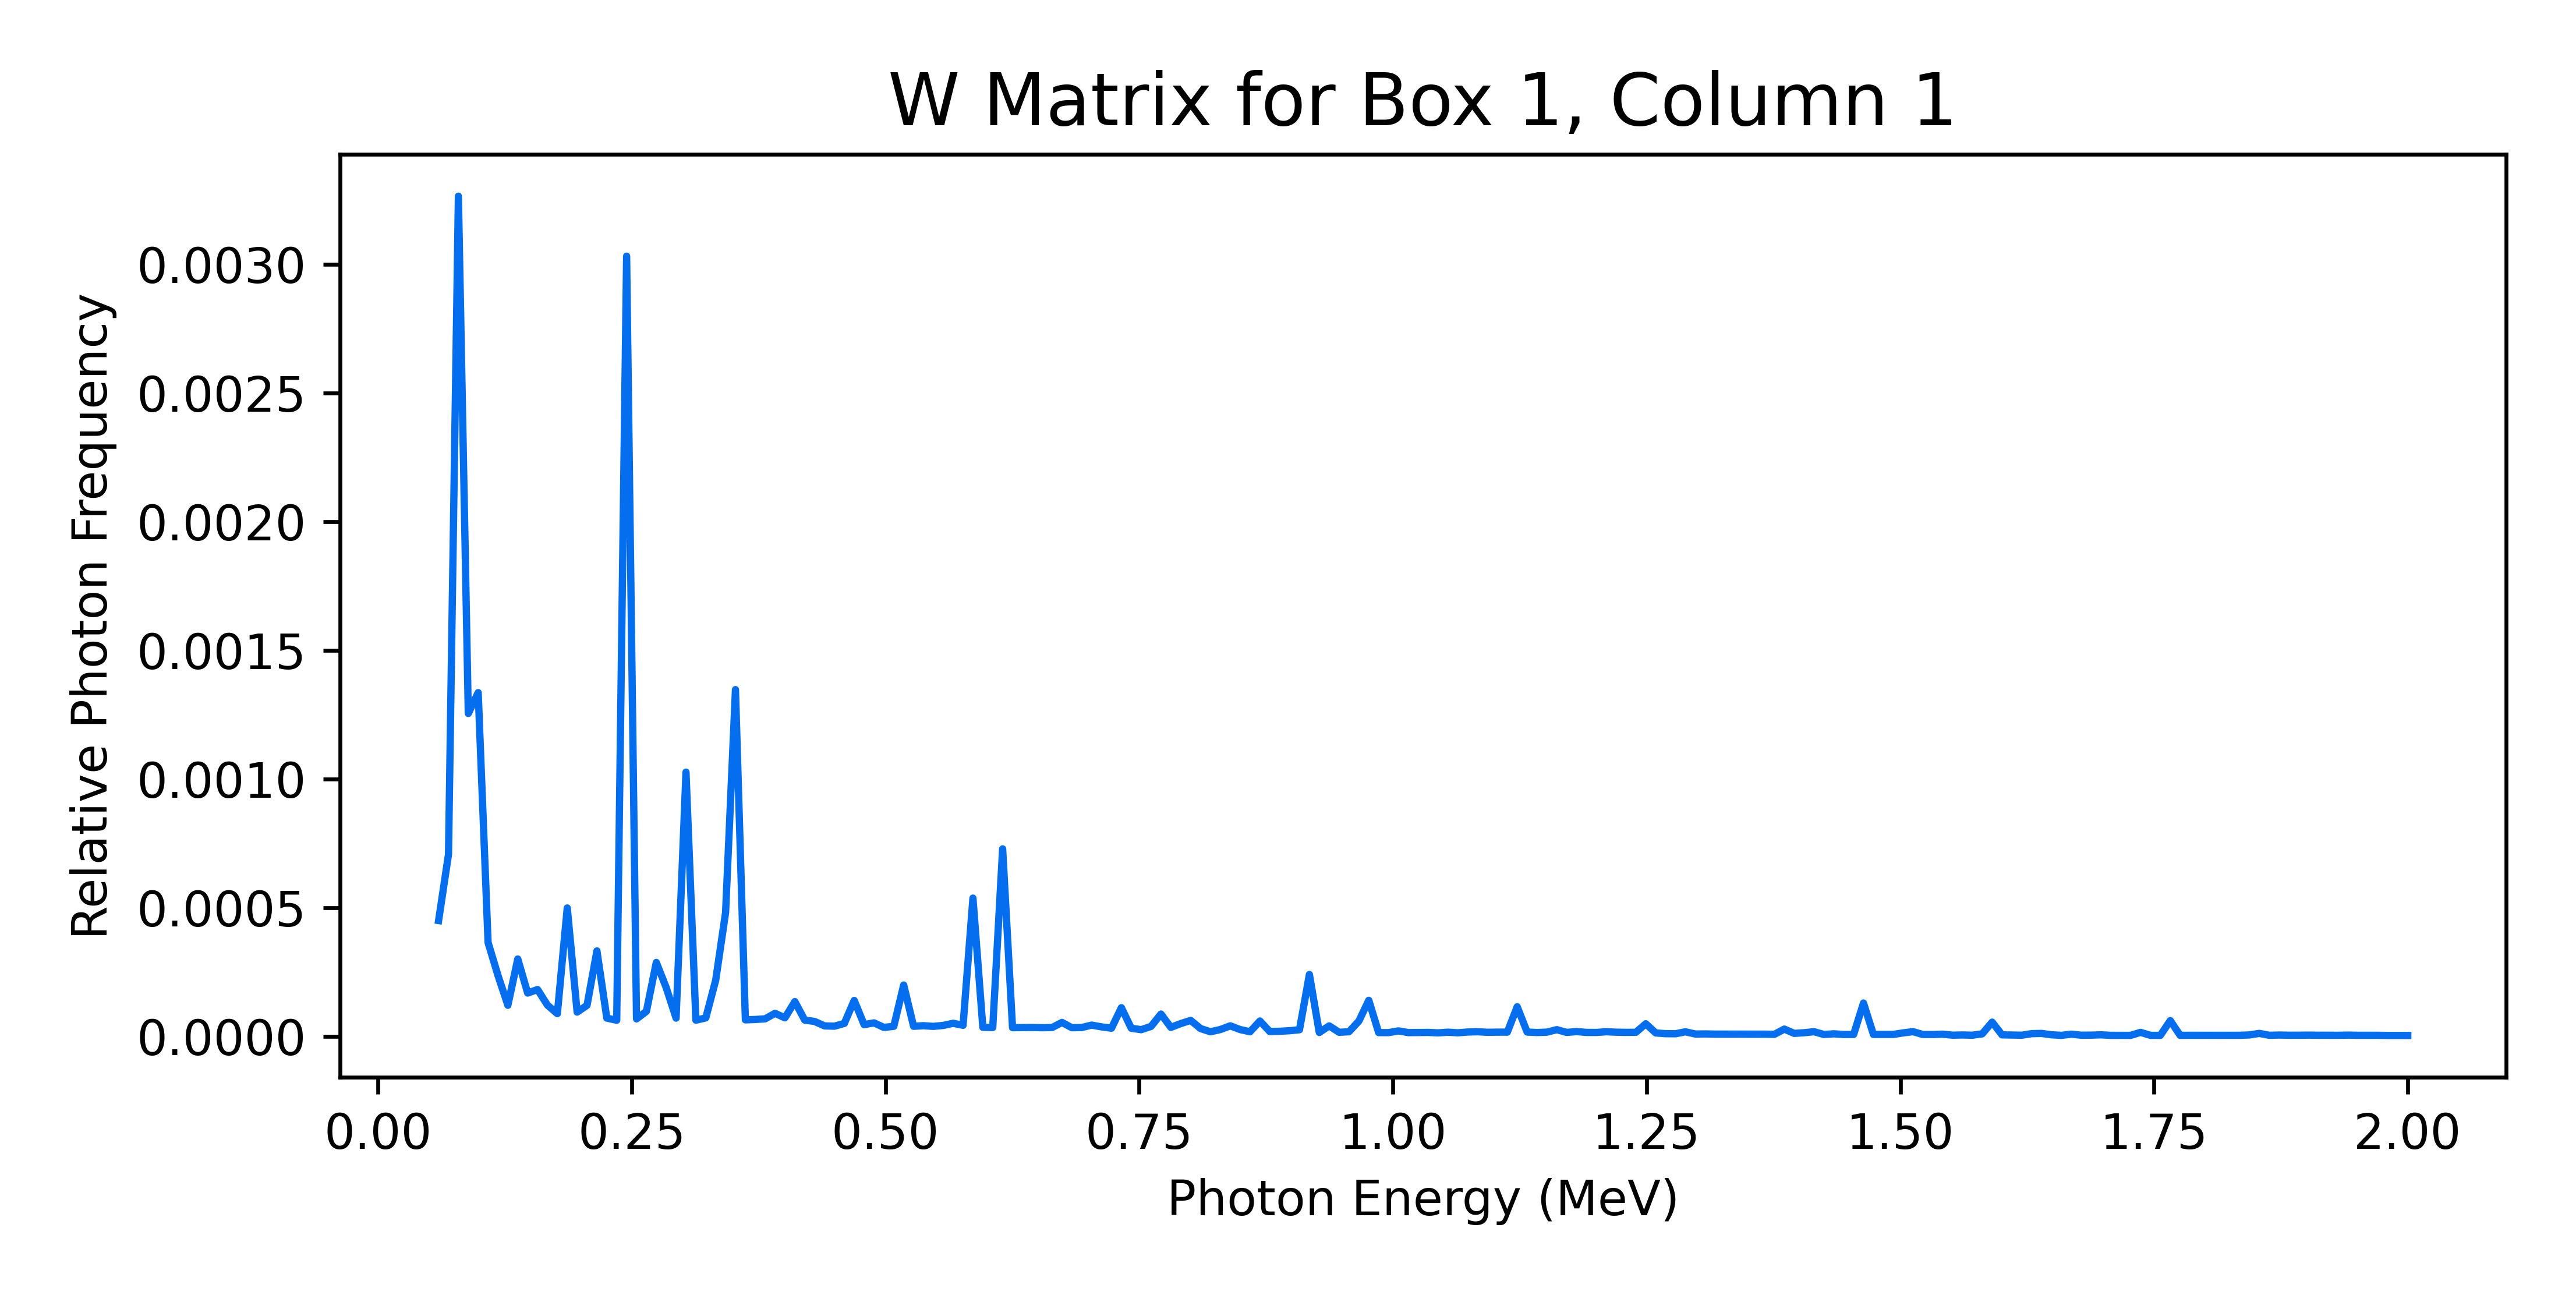 W Matrix for Box 1, Column 1
Relative Photon Frequency
0.0030
0.0025
0.0020
0.0015
0.0010
0.0005
0.0000
0.00 0.25 0.50 0.75 1.00 1.25 1.50 1.75 2.00
Photon Energy (MeV)